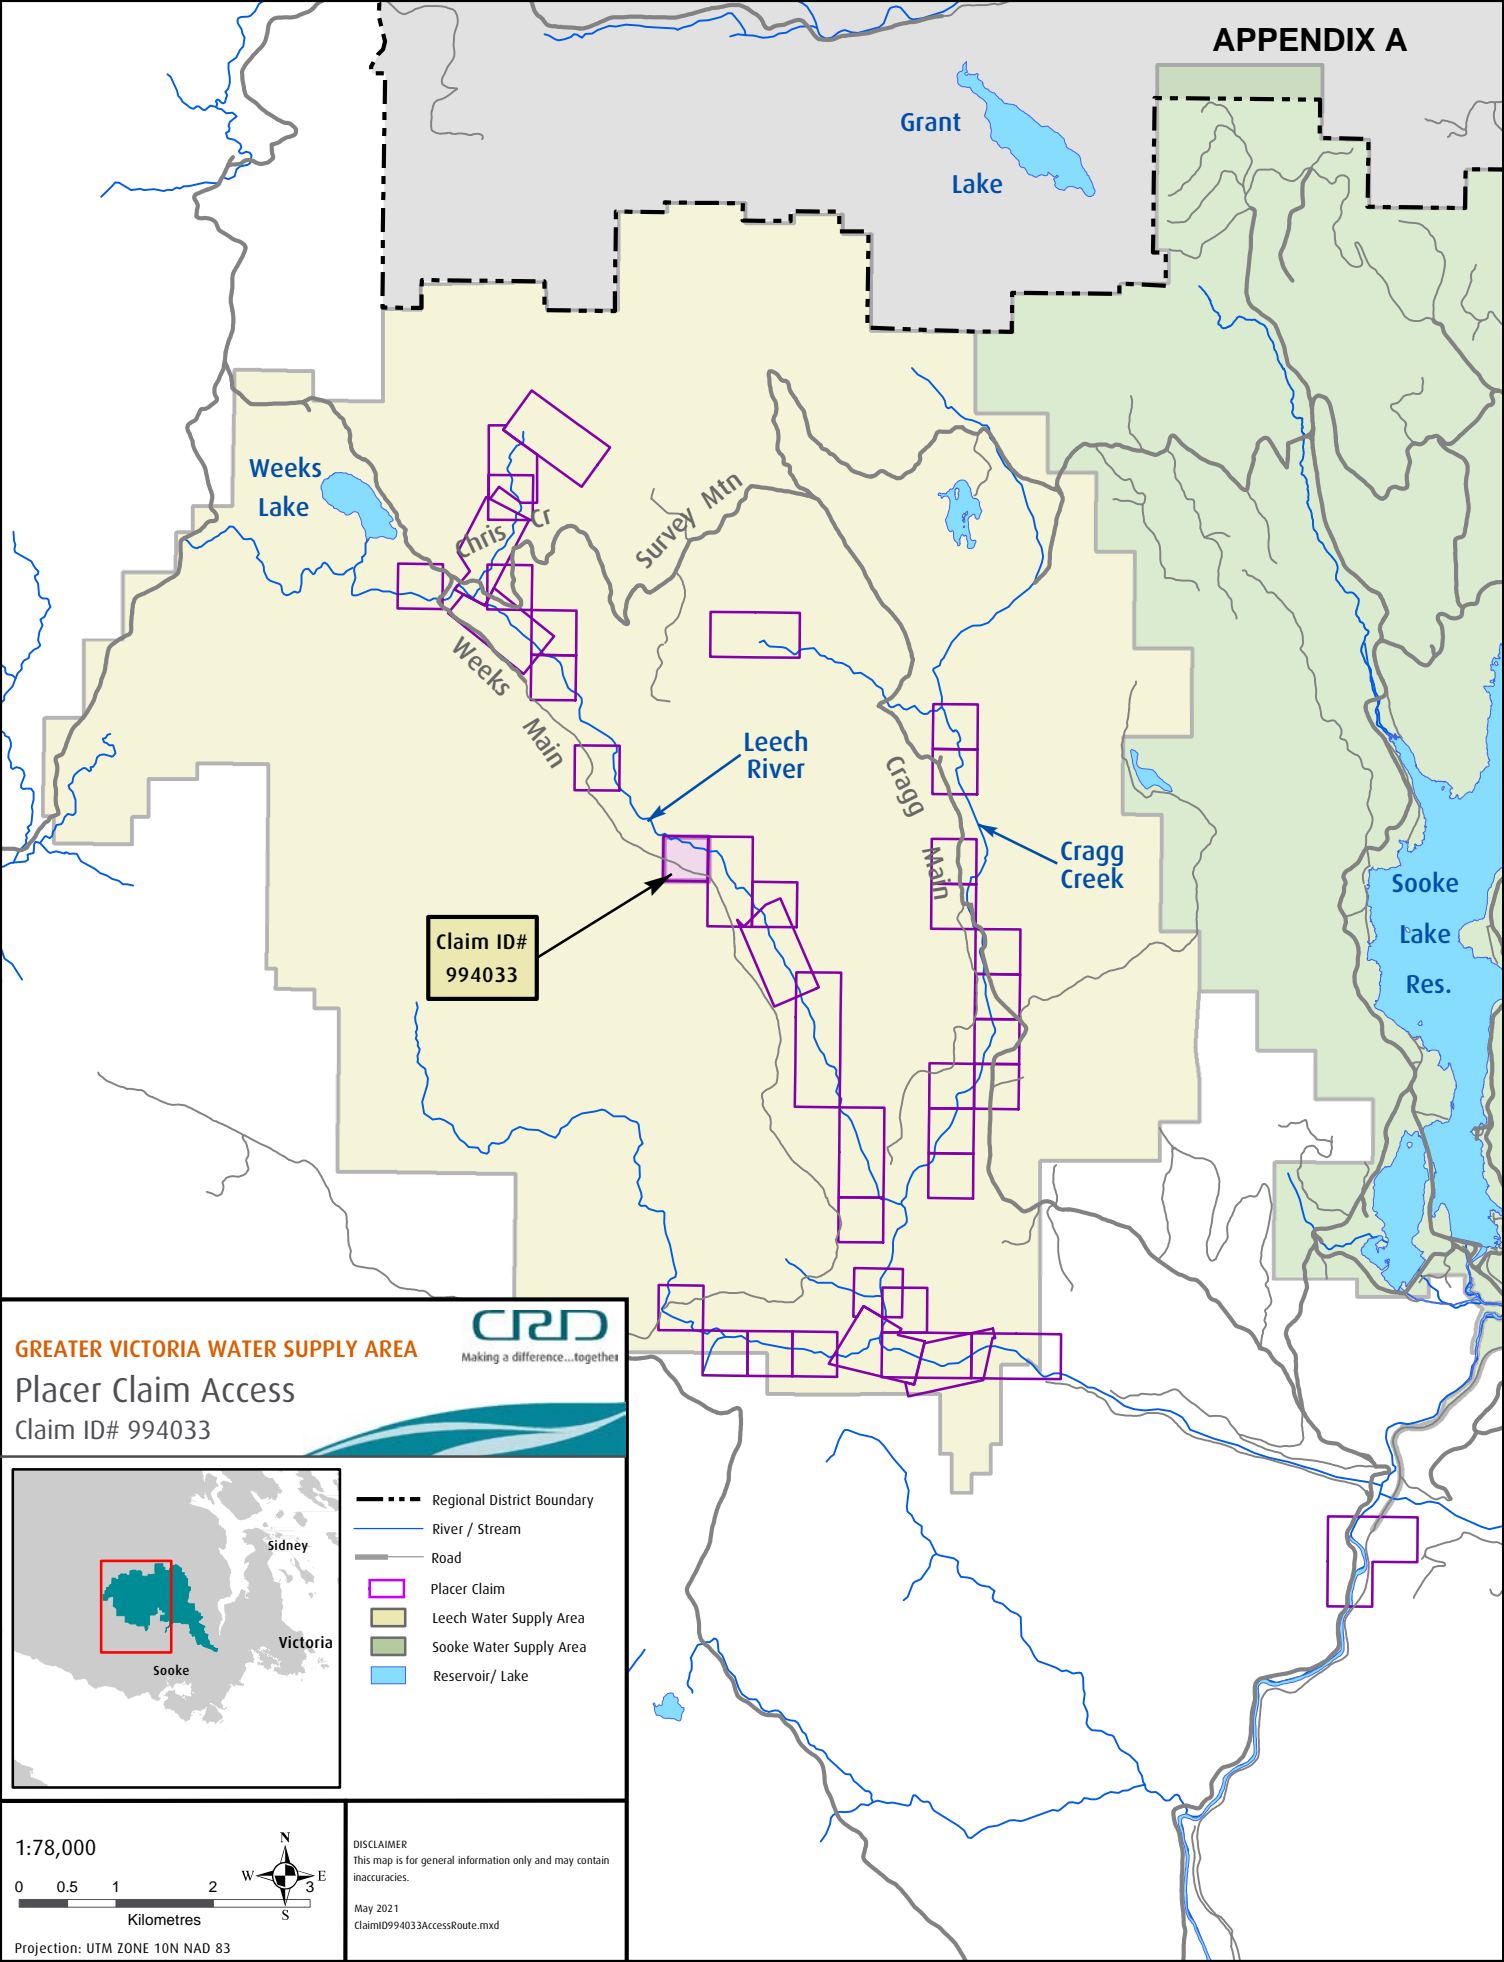 APPENDIX A
Grant
Lake
Weeks
Lake
Chris Cr
Survey Mtn
Weeks
Main
Leech
River
Cragg
Main
Cragg
Creek
Sooke
Lake
Res.
Claim ID#
994033
GREATER VICTORIA WATER SUPPLY AREA
Placer Claim Access
Claim ID# 994033
CRD
Making a difference...together
Sidney
Victoria
Sooke
Regional District Boundary
River / Stream
Road
Placer Claim
Leech Water Supply Area
Sooke Water Supply Area
Reservoir/ Lake
1:78,000
0 0.5 1 2 3
Kilometres
N
W E
S
Projection: UTM ZONE 10N NAD 83
DISCLAIMER
This map is for general information only and may contain
inaccuracies.
May 2021
ClaimID994033AccessRoute.mxd